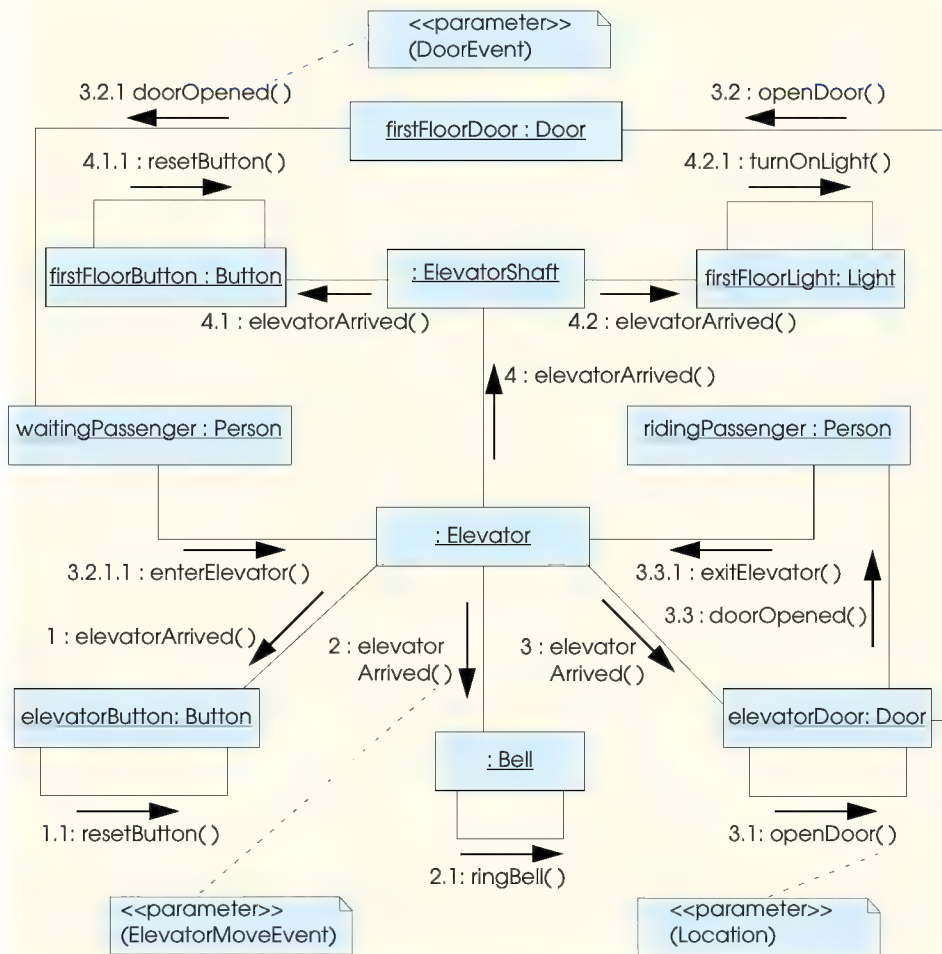 <<parameter>>
(DoorEvent)
3.2.1 doorOpened( )
3.2 : openDoor( )
firstFloorDoor : Door
4.1.1 : resetButton( )
4.2.1 : turnOnLight( )
firstFloorButton : Button
: ElevatorShaft
firstFloorLight: Light
4.1 : elevatorArrived( )
4.2 : elevatorArrived( )
4 : elevatorArrived( )
waitingPassenger : Person
ridingPassenger : Person
: Elevator
3.2.1.1 : enterElevator( )
3.3.1 : exitElevator( )
3.3 : doorOpened( )
1 : elevatorArrived( )
2 : elevator
Arrived( )
3 : elevator
Arrived( )
elevatorButton: Button
elevatorDoor: Door
: Bell
1.1: resetButton( )
3.1: openDoor( )
2.1: ringBell( )
<<parameter>>
(ElevatorMoveEvent)
<<parameter>>
(Location)